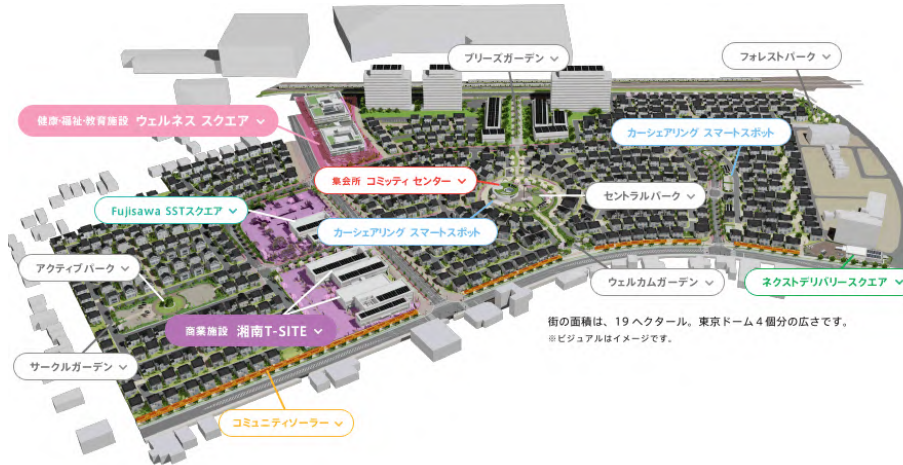 ブリーズガーデン
フォレストパーク
健康・福祉・教育施設 ウェルネス スクエア
カーシェアリング スマートスポット
集会所 コミッティ センター
セントラルパーク
Fujisawa SSTスクエア
カーシェアリング スマートスポット
アクティブパーク
ウェルカムガーデン
ネクストデリバリースクエア
商業施設 湘南T-SITE
街の面積は、19ヘクタール。東京ドーム4個分の広さです。
※ビジュアルはイメージです。
サークルガーデン
コミュニティソーラー